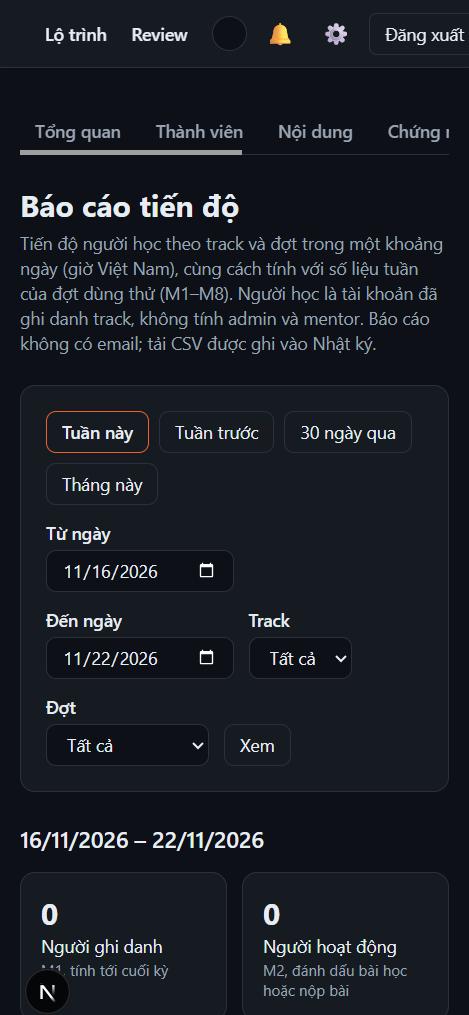 Lộ trình Review Đăng xuất
Tổng quan Thành viên Nội dung Chứng
Báo cáo tiến độ
Tiến độ người học theo track và đợt trong một khoảng
ngày (giờ Việt Nam), cùng cách tính với số liệu tuần
của đợt dùng thử (M1–M8). Người học là tài khoản đã
ghi danh track, không tính admin và mentor. Báo cáo
không có email; tải CSV được ghi vào Nhật ký.
Tuần này Tuần trước 30 ngày qua
Tháng này
Từ ngày
11/16/2026
Đến ngày Track
11/22/2026 Tất cả
Đợt
Tất cả Xem
16/11/2026 – 22/11/2026
0 0
Người ghi danh Người hoạt động
M1, tính tới cuối kỳ M2, đánh dấu bài học
hoặc nộp bài
N